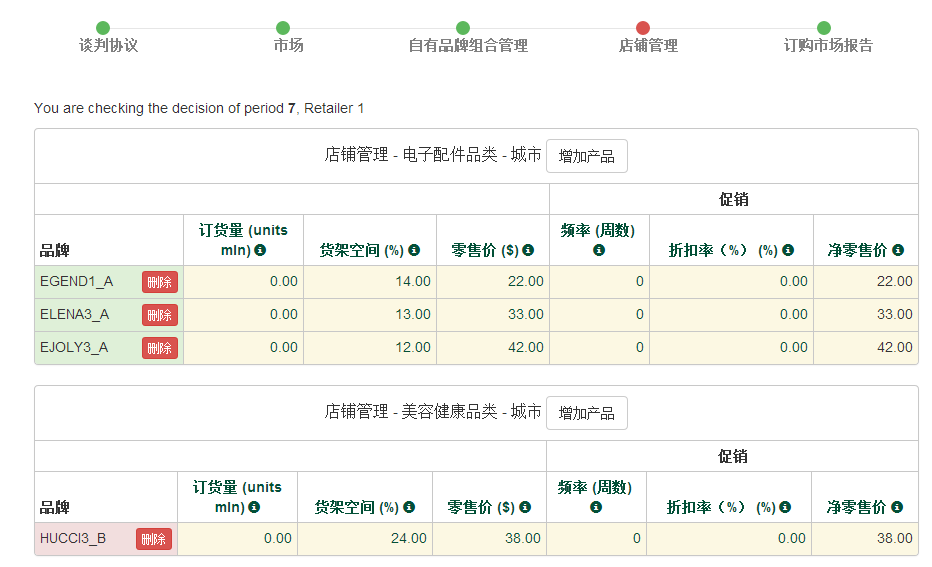 谈判协议 市场 自有品牌组合管理 店铺管理 订购市场报告
You are checking the decision of period 7, Retailer 1
店铺管理 - 电子配件品类 - 城市 增加产品
促销
品牌 订货量 (units mln) 货架空间 (%) 零售价 ($) 频率 (周数) 折扣率（%） (%) 净零售价
EGEND1_A 删除 0.00 14.00 22.00 0 0.00 22.00
ELENA3_A 删除 0.00 13.00 33.00 0 0.00 33.00
EJOLY3_A 删除 0.00 12.00 42.00 0 0.00 42.00
店铺管理 - 美容健康品类 - 城市 增加产品
促销
品牌 订货量 (units mln) 货架空间 (%) 零售价 ($) 频率 (周数) 折扣率（%） (%) 净零售价
HUCCI3_B 删除 0.00 24.00 38.00 0 0.00 38.00